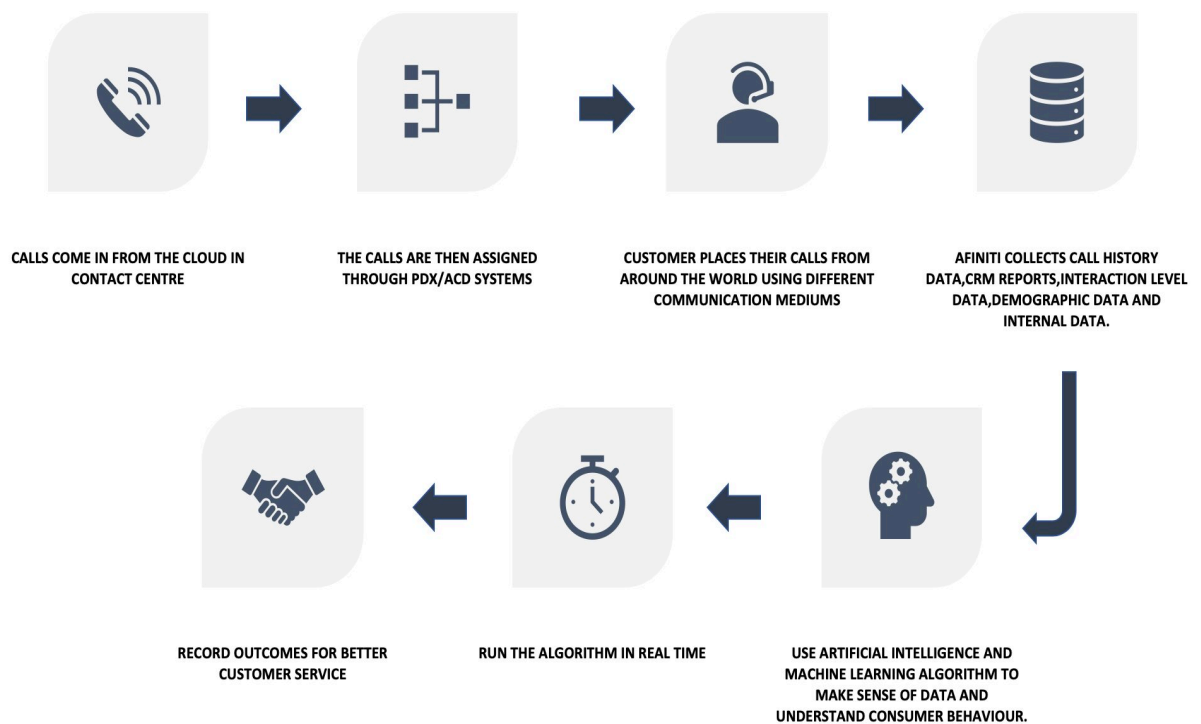 CALLS COME IN FROM THE CLOUD IN
CONTACT CENTRE
THE CALLS ARE THEN ASSIGNED
THROUGH PDX/ACD SYSTEMS
CUSTOMER PLACES THEIR CALLS FROM
AROUND THE WORLD USING DIFFERENT
COMMUNICATION MEDIUMS
AFINITI COLLECTS CALL HISTORY
DATA,CRM REPORTS,INTERACTION LEVEL
DATA,DEMOGRAPHIC DATA AND
INTERNAL DATA.
USE ARTIFICIAL INTELLIGENCE AND
MACHINE LEARNING ALGORITHM TO
MAKE SENSE OF DATA AND
UNDERSTAND CONSUMER BEHAVIOUR.
RUN THE ALGORITHM IN REAL TIME
RECORD OUTCOMES FOR BETTER
CUSTOMER SERVICE